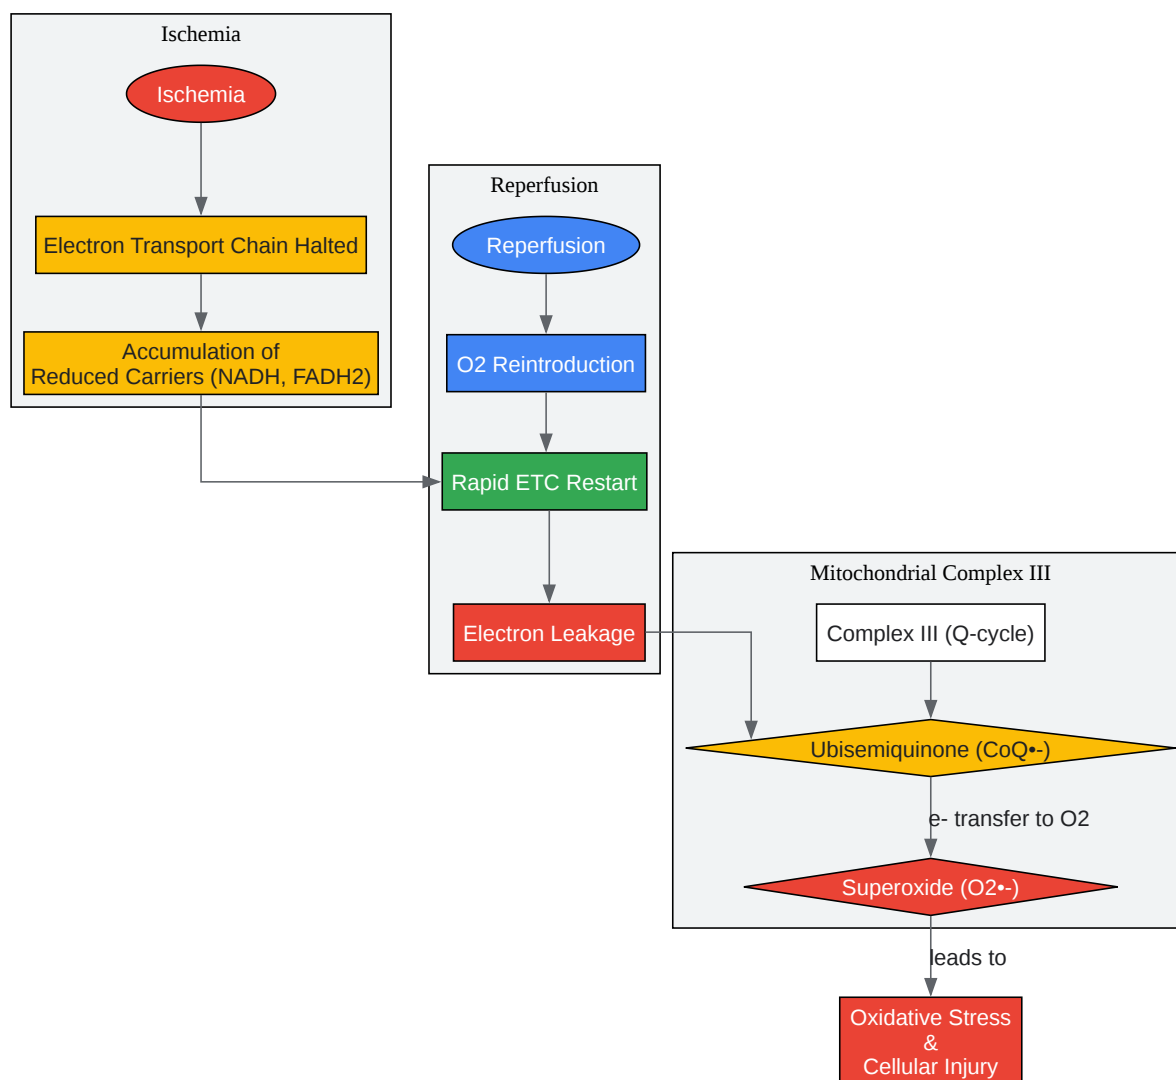 Ischemia
Ischemia
Electron Transport Chain Halted
Accumulation of
Reduced Carriers (NADH, FADH2)
Reperfusion
Reperfusion
O2 Reintroduction
Rapid ETC Restart
Electron Leakage
Mitochondrial Complex III
Complex III (Q-cycle)
Ubisemiquinone (CoQ•-)
e- transfer to O2
Superoxide (O2•-)
leads to
Oxidative Stress
&
Cellular Injury